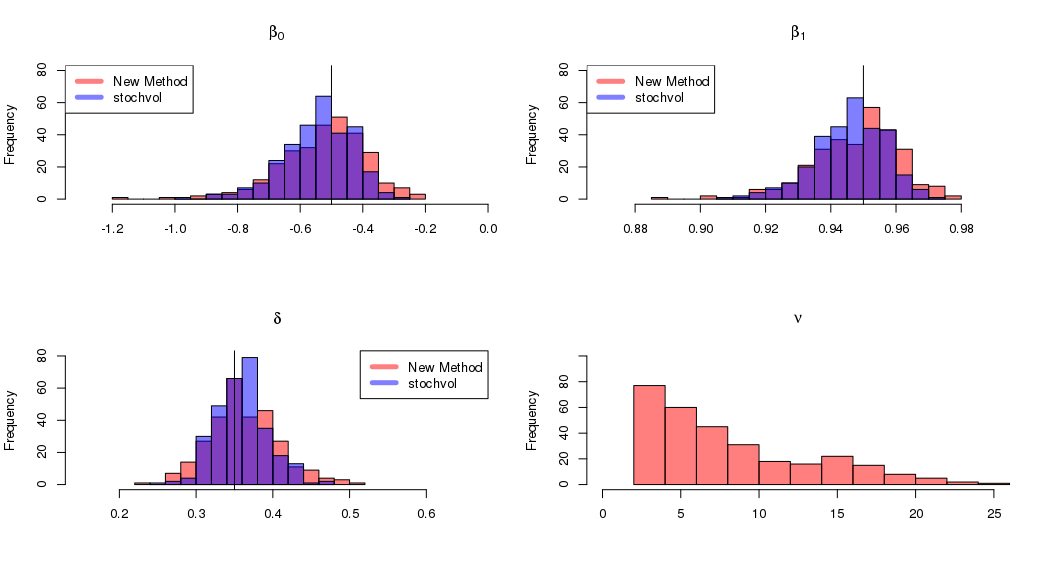 β0
New Method
stochvol
Frequency
0 20 40 60 80
-1.2 -1.0 -0.8 -0.6 -0.4 -0.2 0.0
β1
New Method
stochvol
Frequency
0 20 40 60 80
0.88 0.90 0.92 0.94 0.96 0.98
δ
New Method
stochvol
Frequency
0 20 40 60 80
0.2 0.3 0.4 0.5 0.6
ν
Frequency
0 20 40 60 80
0 5 10 15 20 25